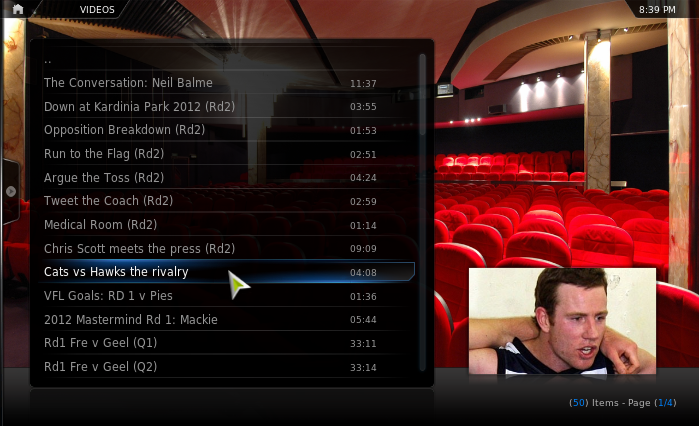 VIDEOS
8:39 PM
..
The Conversation: Neil Balme 11:37
Down at Kardinia Park 2012 (Rd2) 03:55
Opposition Breakdown (Rd2) 01:53
Run to the Flag (Rd2) 02:51
Argue the Toss (Rd2) 04:24
Tweet the Coach (Rd2) 02:59
Medical Room (Rd2) 01:14
Chris Scott meets the press (Rd2) 09:09
Cats vs Hawks the rivalry 04:08
VFL Goals: RD 1 v Pies 01:36
2012 Mastermind Rd 1: Mackie 05:44
Rd1 Fre v Geel (Q1) 33:11
Rd1 Fre v Geel (Q2) 33:14
(50) Items - Page (1/4)